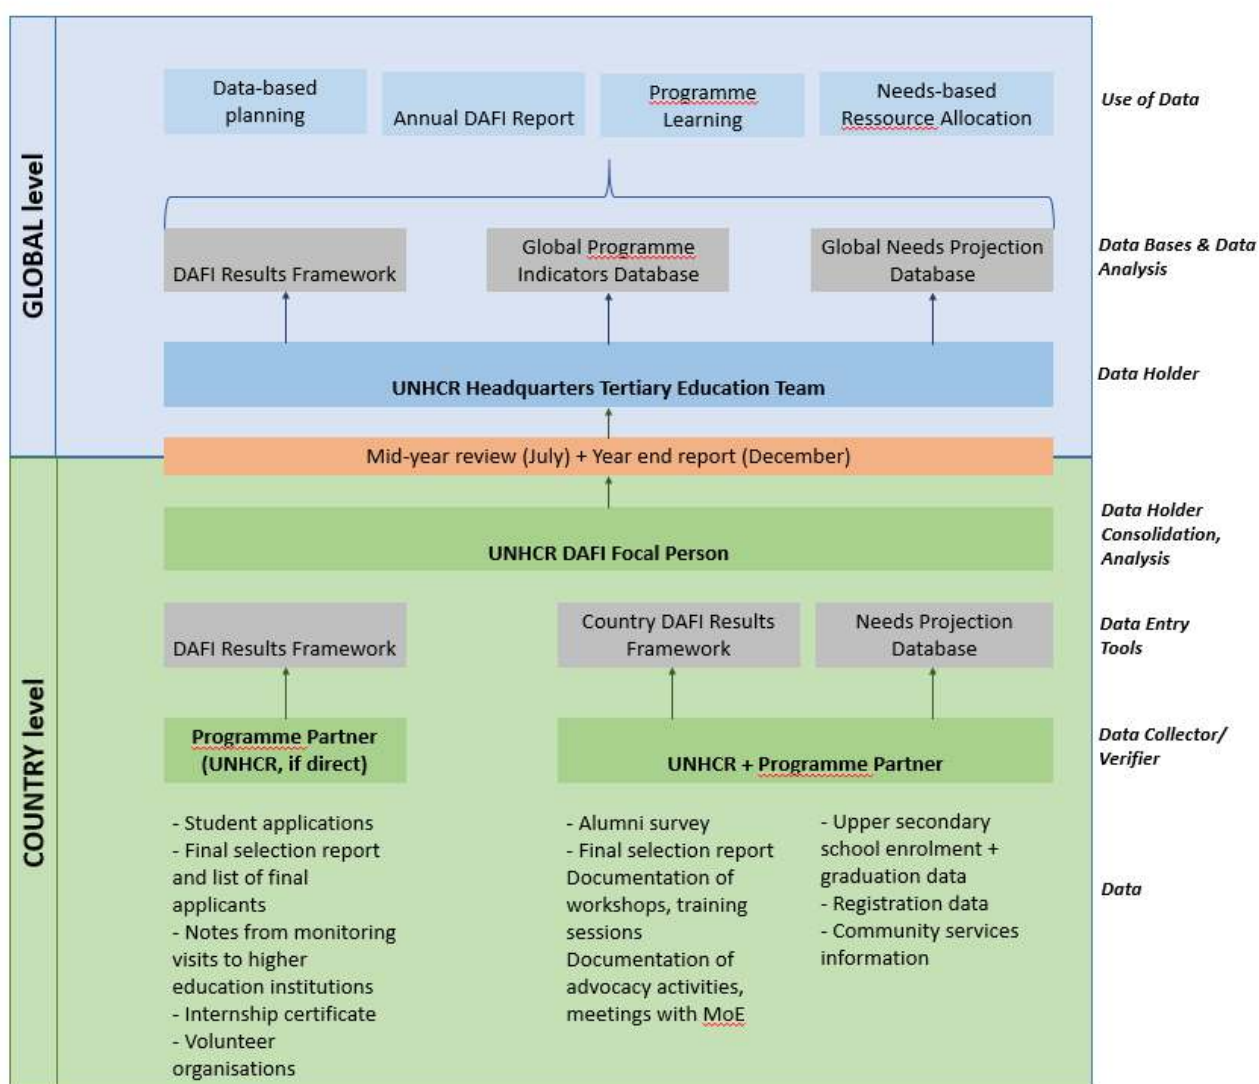 GLOBAL level
Data-based
planning
Annual DAFI Report
Programme
Learning
Needs-based
Ressource Allocation
Use of Data
DAFI Results Framework
Global Programme
Indicators Database
Global Needs Projection
Database
Data Bases & Data
Analysis
UNHCR Headquarters Tertiary Education Team
Data Holder
Mid-year review (July) + Year end report (December)
COUNTRY level
UNHCR DAFI Focal Person
Data Holder
Consolidation,
Analysis
DAFI Results Framework
Country DAFI Results
Framework
Needs Projection
Database
Data Entry
Tools
Programme Partner
(UNHCR, if direct)
UNHCR + Programme Partner
Data Collector/
Verifier
- Student applications
- Final selection report
and list of final
applicants
- Notes from monitoring
visits to higher
education institutions
- Internship certificate
- Volunteer
organisations
- Alumni survey
- Final selection report
Documentation of
workshops, training
sessions
Documentation of
advocacy activities,
meetings with MoE
- Upper secondary
school enrolment +
graduation data
- Registration data
- Community services
information
Data